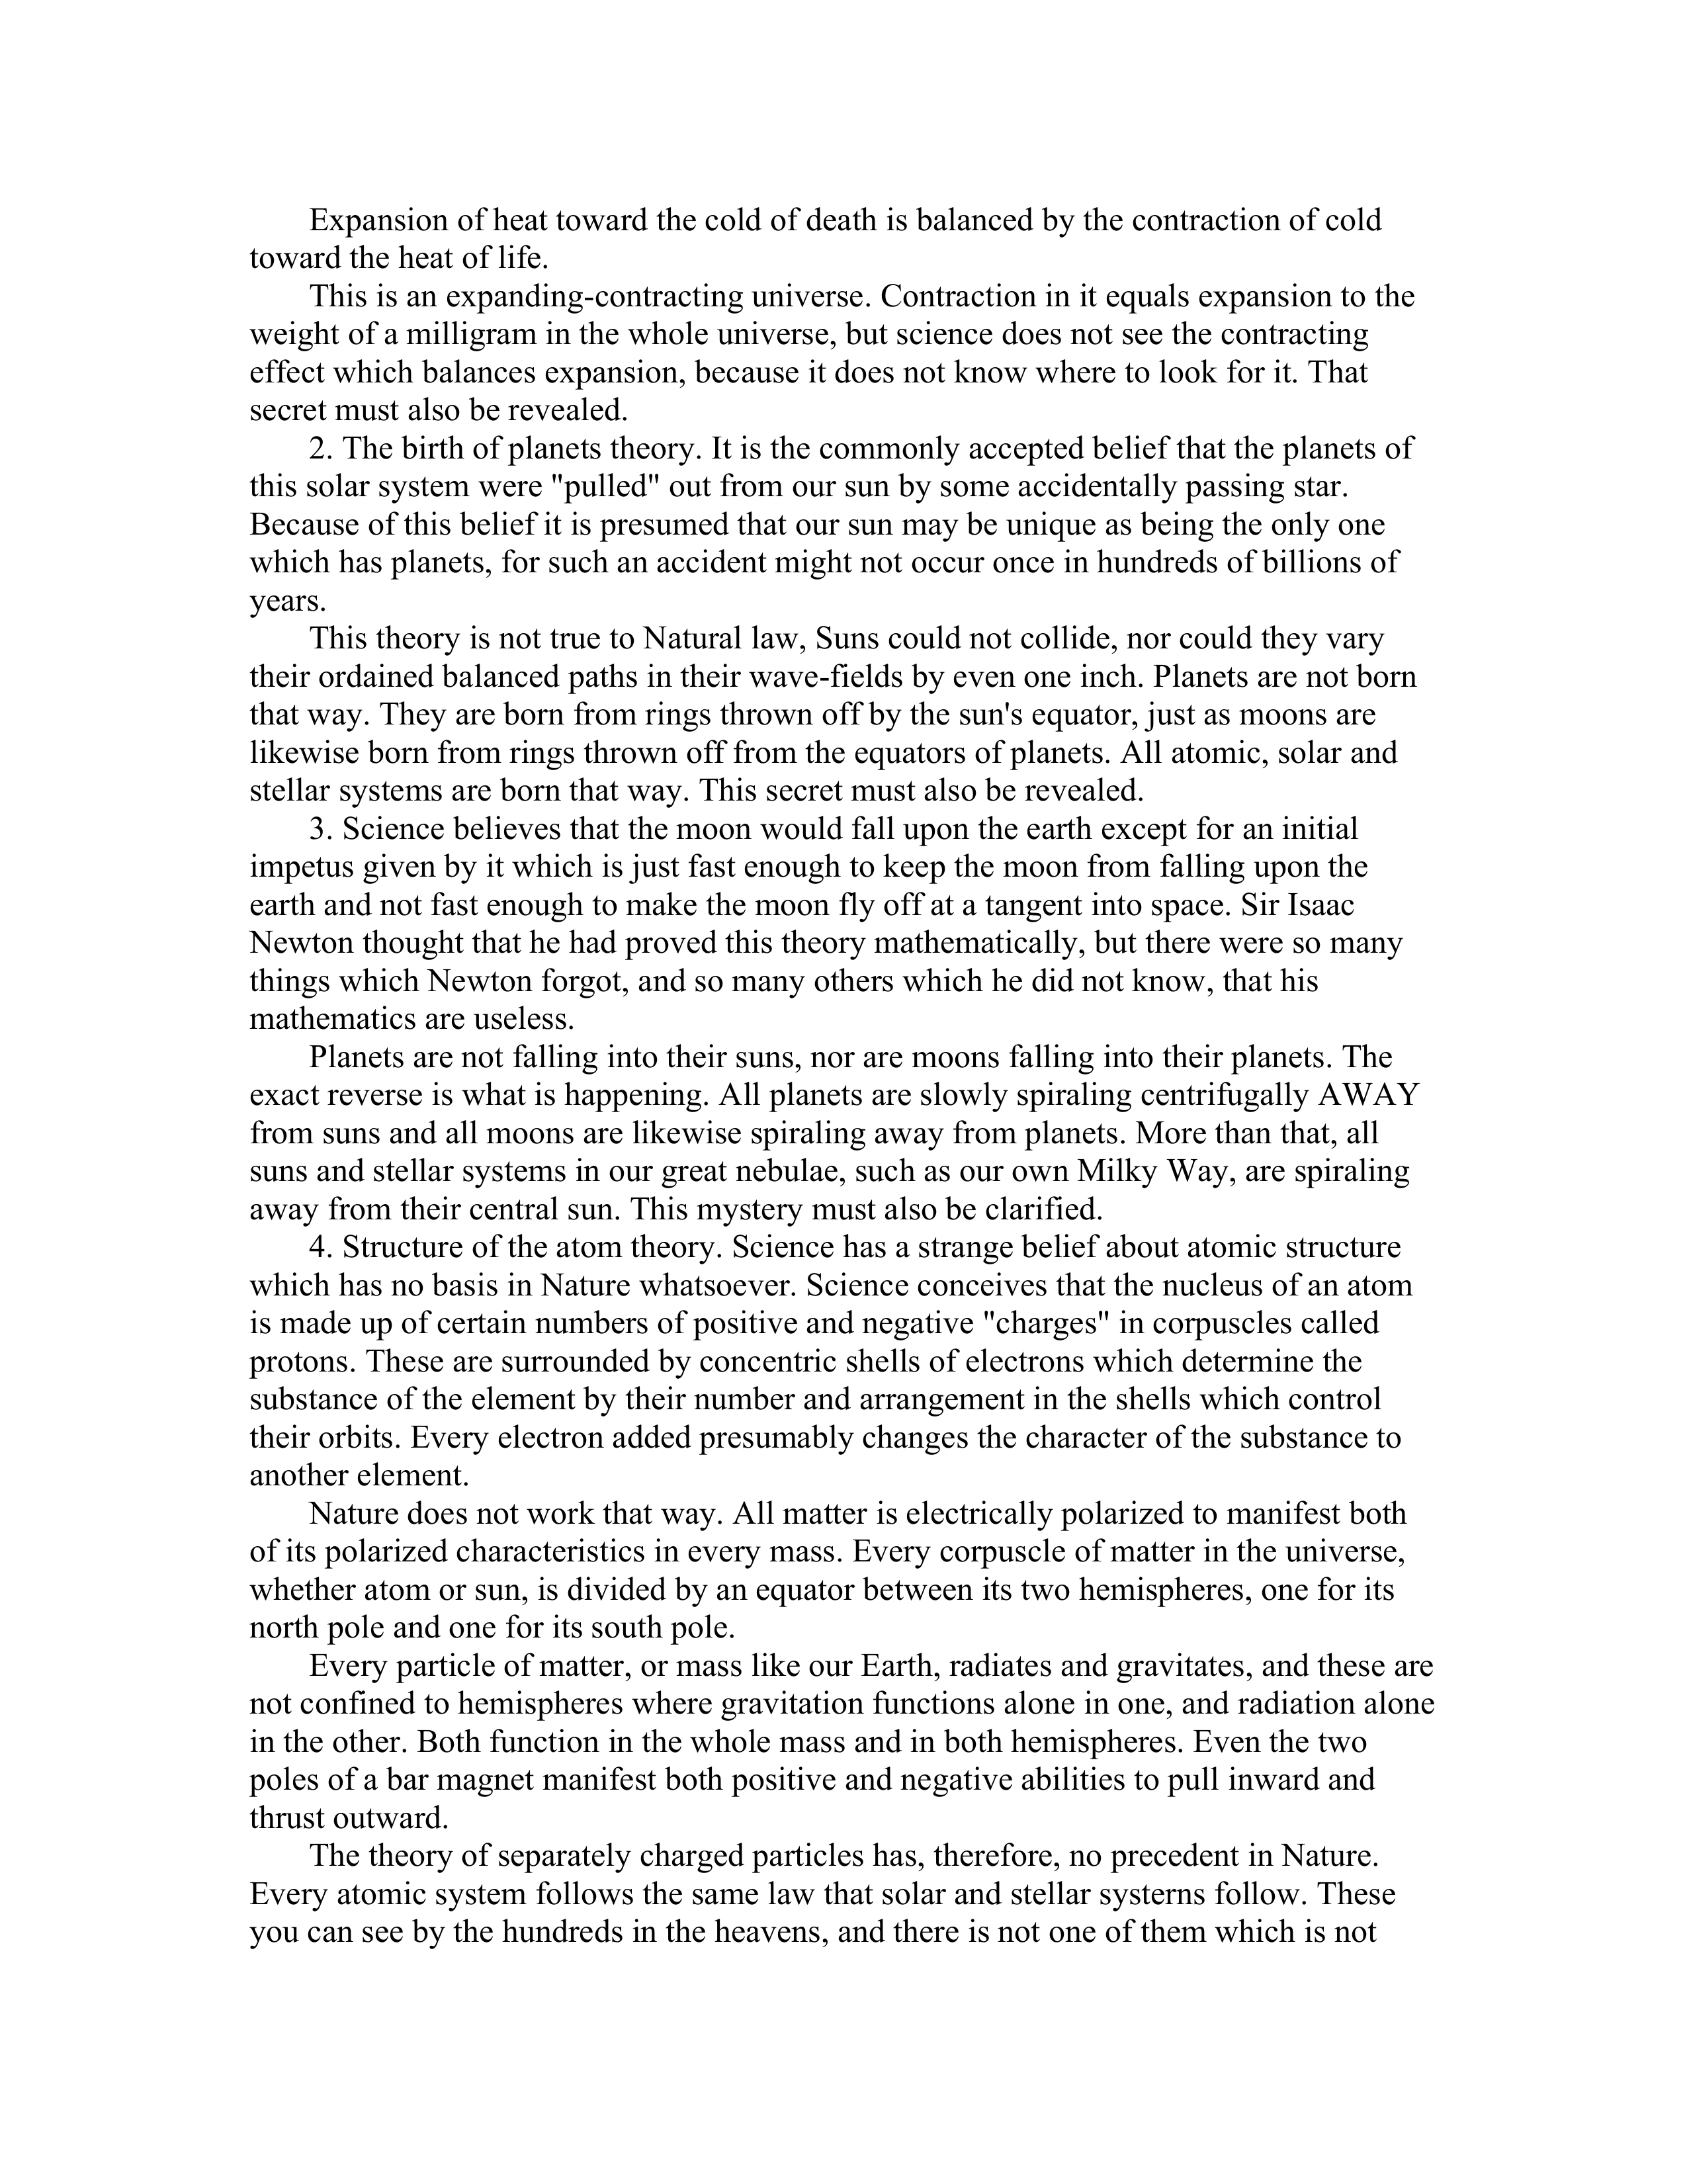 Expansion of heat toward the cold of death is balanced by the contraction of cold
toward the heat of life.
This is an expanding-contracting universe. Contraction in it equals expansion to the
weight of a milligram in the whole universe, but science does not see the contracting
effect which balances expansion, because it does not know where to look for it. That
secret must also be revealed.
2. The birth of planets theory. It is the commonly accepted belief that the planets of
this solar system were "pulled" out from our sun by some accidentally passing star.
Because of this belief it is presumed that our sun may be unique as being the only one
which has planets, for such an accident might not occur once in hundreds of billions of
years.
This theory is not true to Natural law, Suns could not collide, nor could they vary
their ordained balanced paths in their wave-fields by even one inch. Planets are not born
that way. They are born from rings thrown off by the sun's equator, just as moons are
likewise born from rings thrown off from the equators of planets. All atomic, solar and
stellar systems are born that way. This secret must also be revealed.
3. Science believes that the moon would fall upon the earth except for an initial
impetus given by it which is just fast enough to keep the moon from falling upon the
earth and not fast enough to make the moon fly off at a tangent into space. Sir Isaac
Newton thought that he had proved this theory mathematically, but there were so many
things which Newton forgot, and so many others which he did not know, that his
mathematics are useless.
Planets are not falling into their suns, nor are moons falling into their planets. The
exact reverse is what is happening. All planets are slowly spiraling centrifugally AWAY
from suns and all moons are likewise spiraling away from planets. More than that, all
suns and stellar systems in our great nebulae, such as our own Milky Way, are spiraling
away from their central sun. This mystery must also be clarified.
4. Structure of the atom theory. Science has a strange belief about atomic structure
which has no basis in Nature whatsoever. Science conceives that the nucleus of an atom
is made up of certain numbers of positive and negative "charges" in corpuscles called
protons. These are surrounded by concentric shells of electrons which determine the
substance of the element by their number and arrangement in the shells which control
their orbits. Every electron added presumably changes the character of the substance to
another element.
Nature does not work that way. All matter is electrically polarized to manifest both
of its polarized characteristics in every mass. Every corpuscle of matter in the universe,
whether atom or sun, is divided by an equator between its two hemispheres, one for its
north pole and one for its south pole.
Every particle of matter, or mass like our Earth, radiates and gravitates, and these are
not confined to hemispheres where gravitation functions alone in one, and radiation alone
in the other. Both function in the whole mass and in both hemispheres. Even the two
poles of a bar magnet manifest both positive and negative abilities to pull inward and
thrust outward.
The theory of separately charged particles has, therefore, no precedent in Nature.
Every atomic system follows the same law that solar and stellar systerns follow. These
you can see by the hundreds in the heavens, and there is not one of them which is not